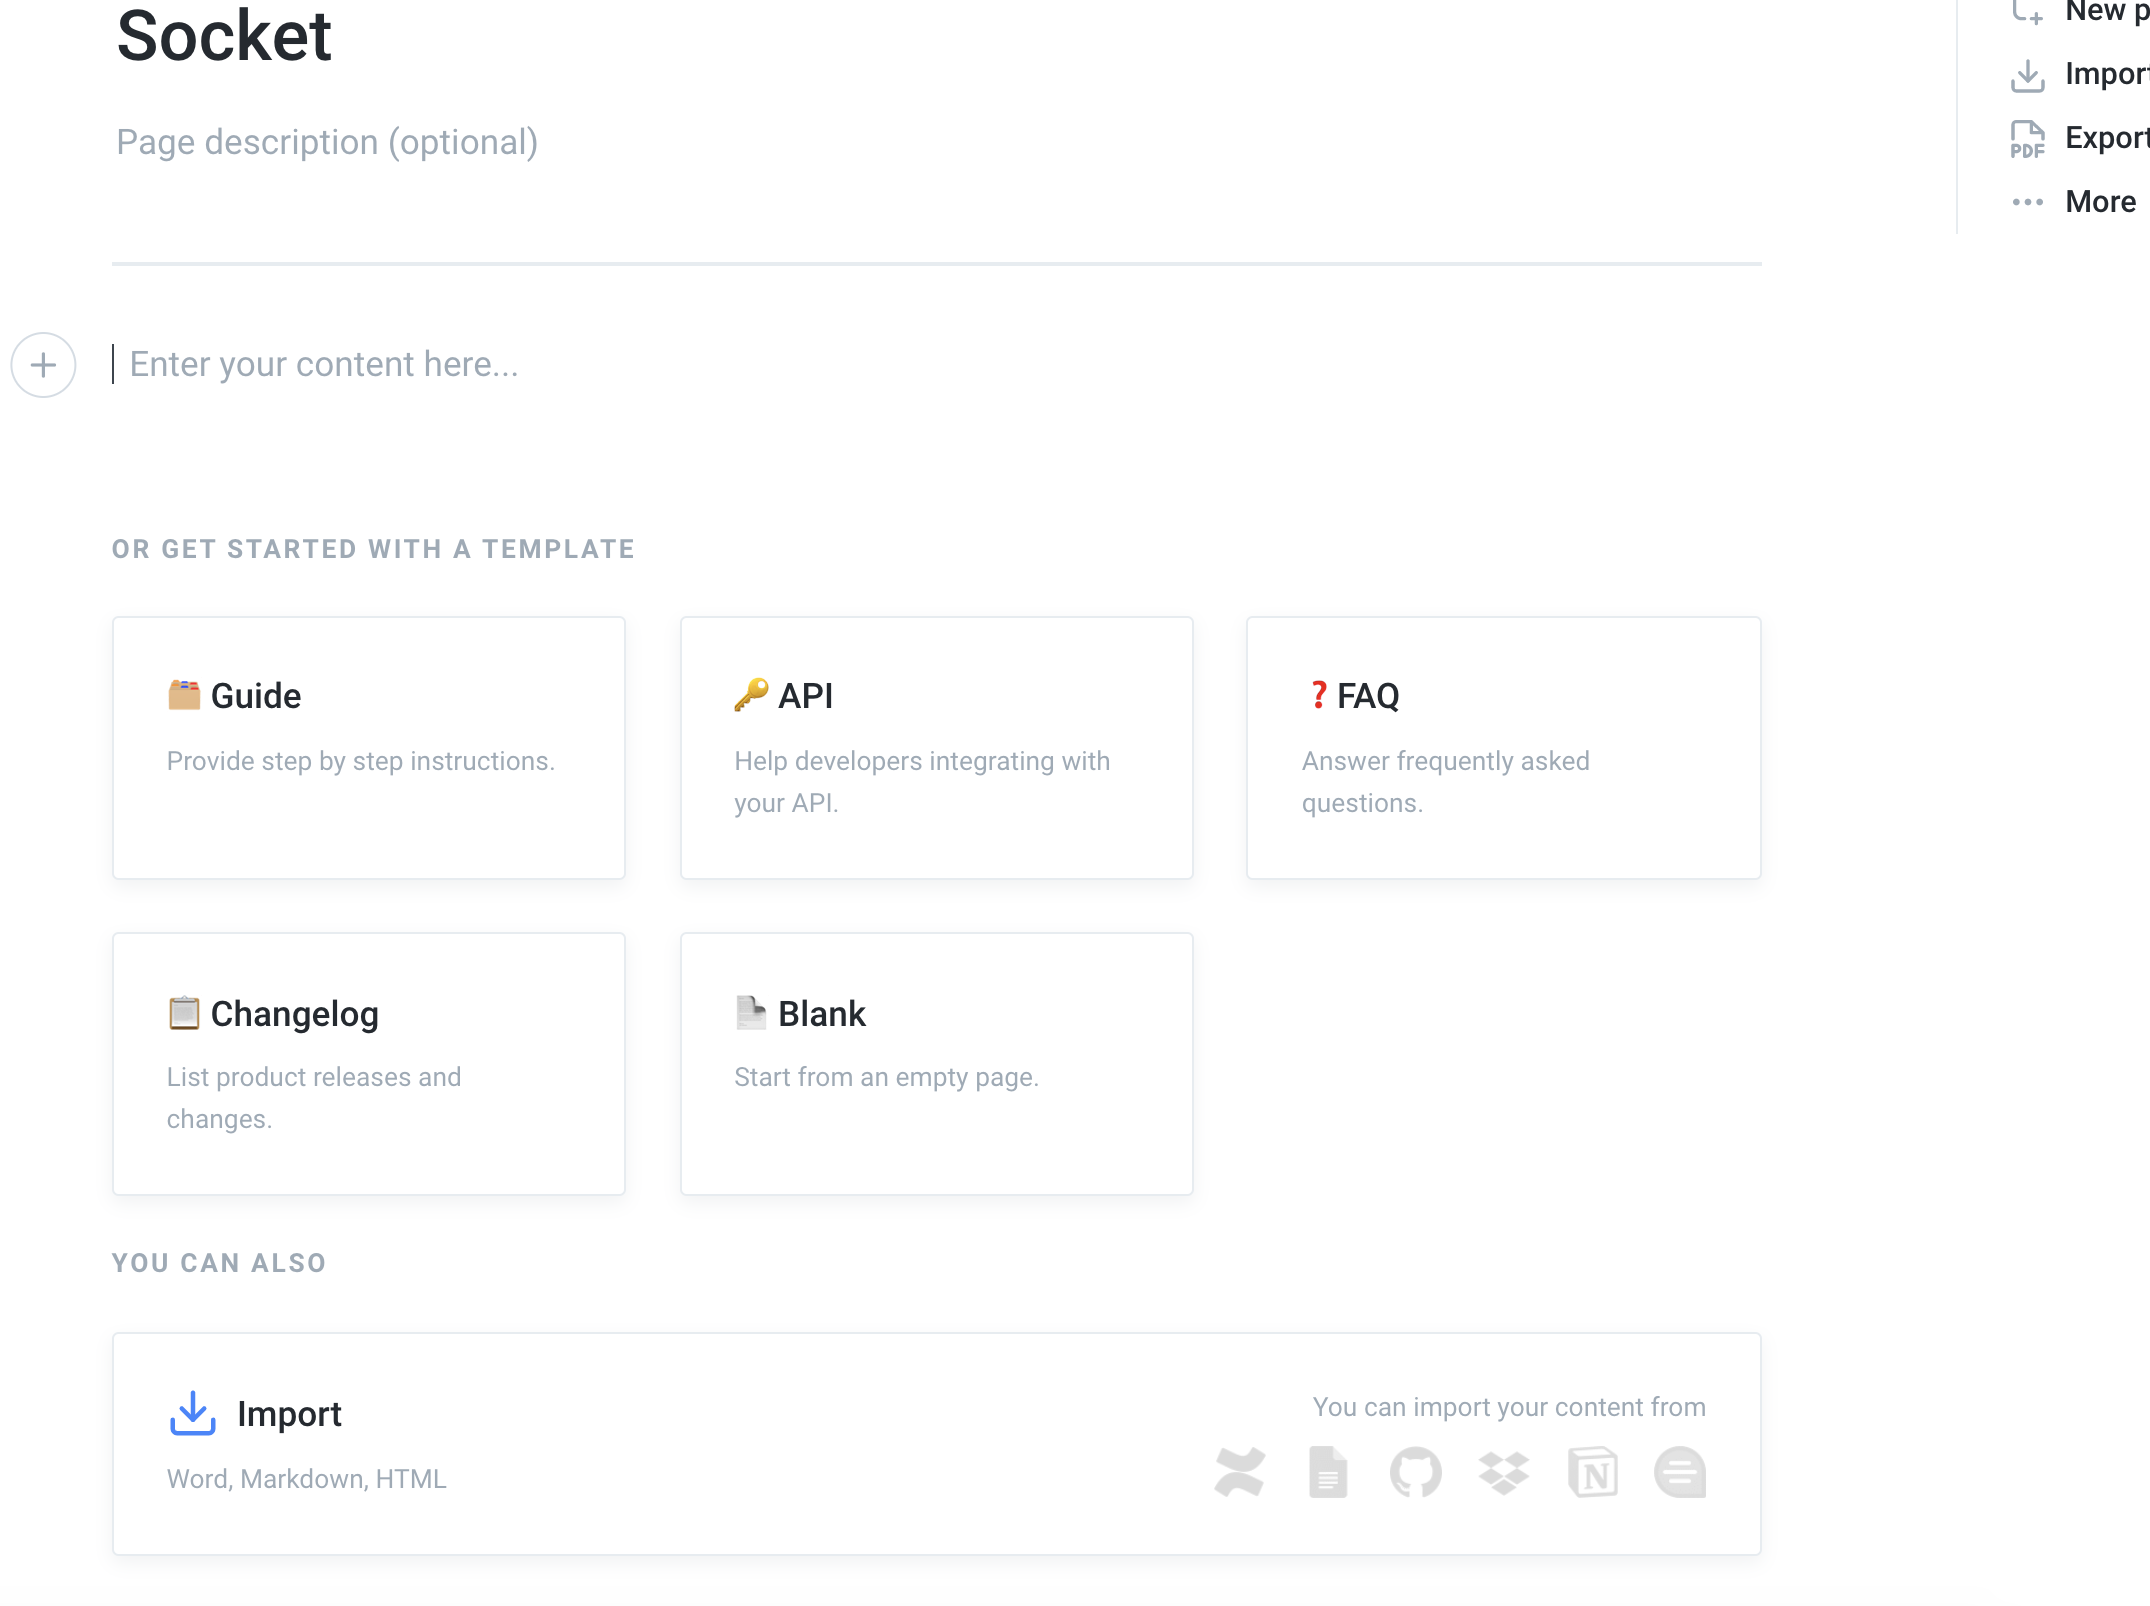 Socket
Page description (optional)
New p
Import
PDF Export
More
Enter your content here...
OR GET STARTED WITH A TEMPLATE
Guide
Provide step by step instructions.
API
Help developers integrating with
your API.
? FAQ
Answer frequently asked
questions.
Changelog
List product releases and
changes.
Blank
Start from an empty page.
YOU CAN ALSO
Import
Word, Markdown, HTML
You can import your content from
N